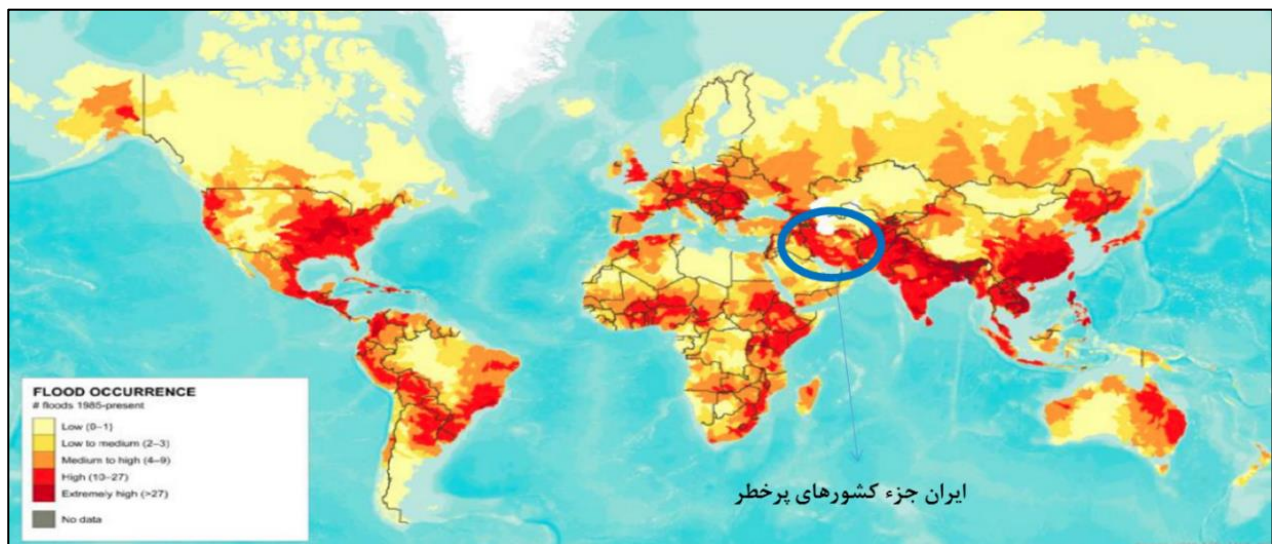 FLOOD OCCURRENCE
# floods 1985-present
Low (0–1)
Low to medium (2–3)
Medium to high (4–9)
High (10–27)
Extremely high (>27)
No data
ایران جزء کشورهای پرخطر